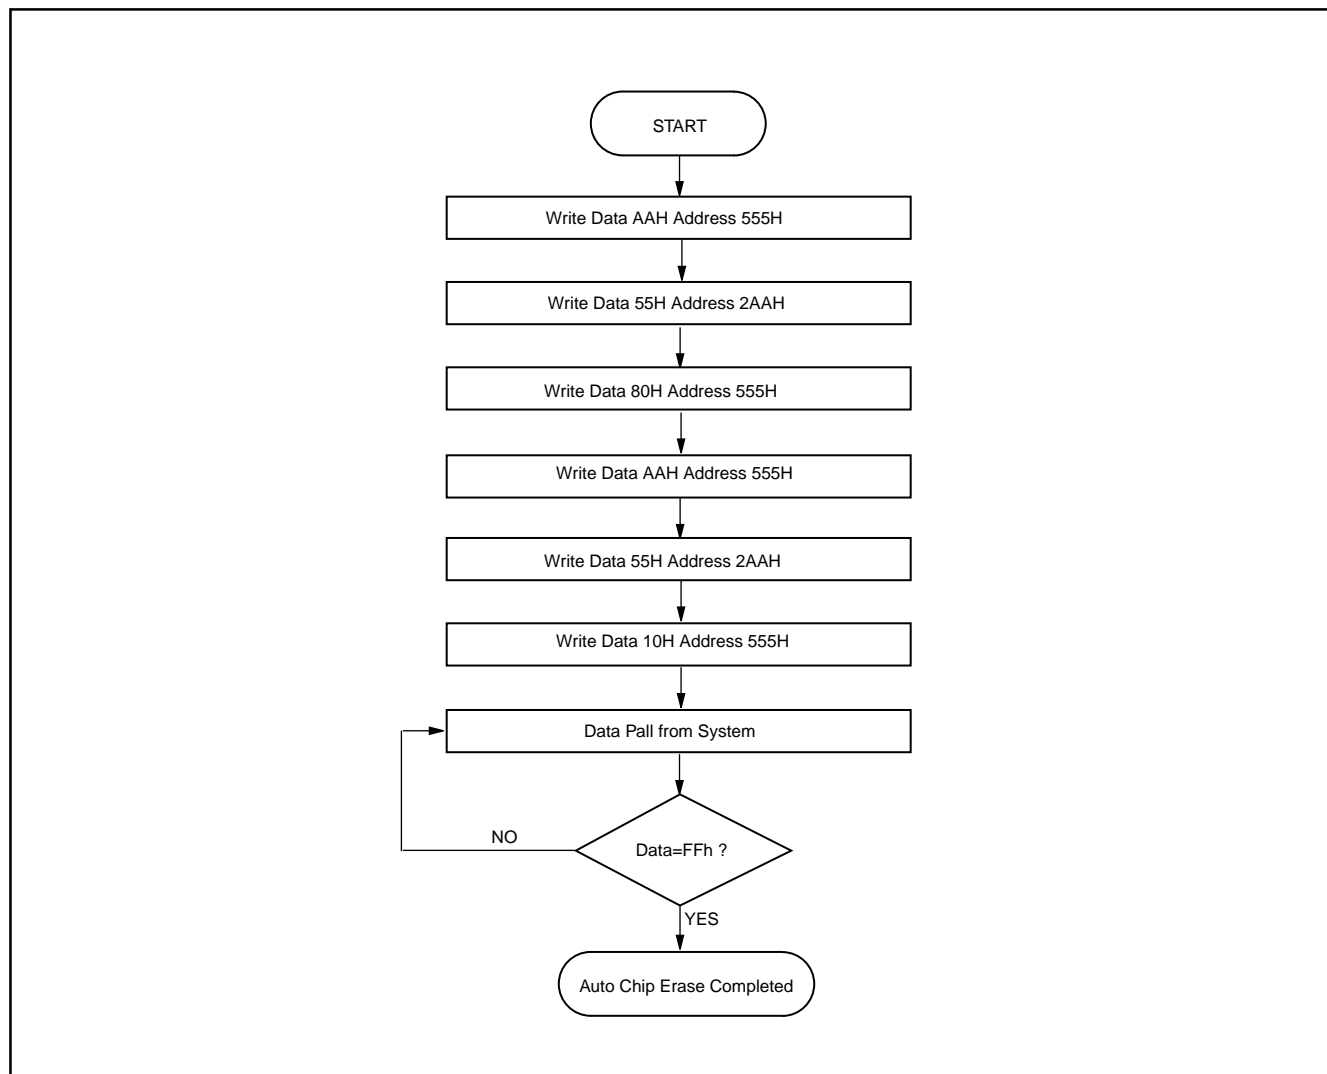 START
Write Data AAH Address 555H
Write Data 55H Address 2AAH
Write Data 80H Address 555H
Write Data AAH Address 555H
Write Data 55H Address 2AAH
Write Data 10H Address 555H
Data Pall from System
NO
Data=FFh ?
YES
Auto Chip Erase Completed